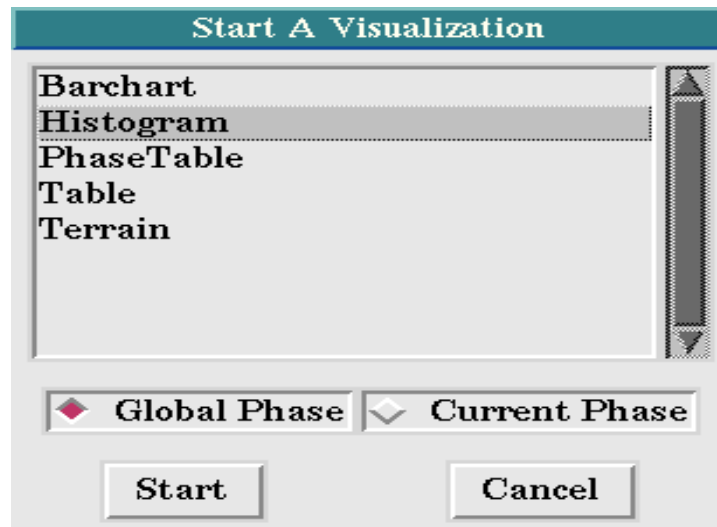 Start A Visualization
Barchart
Histogram
PhaseTable
Table
Terrain
Global Phase Current Phase
Start Cancel